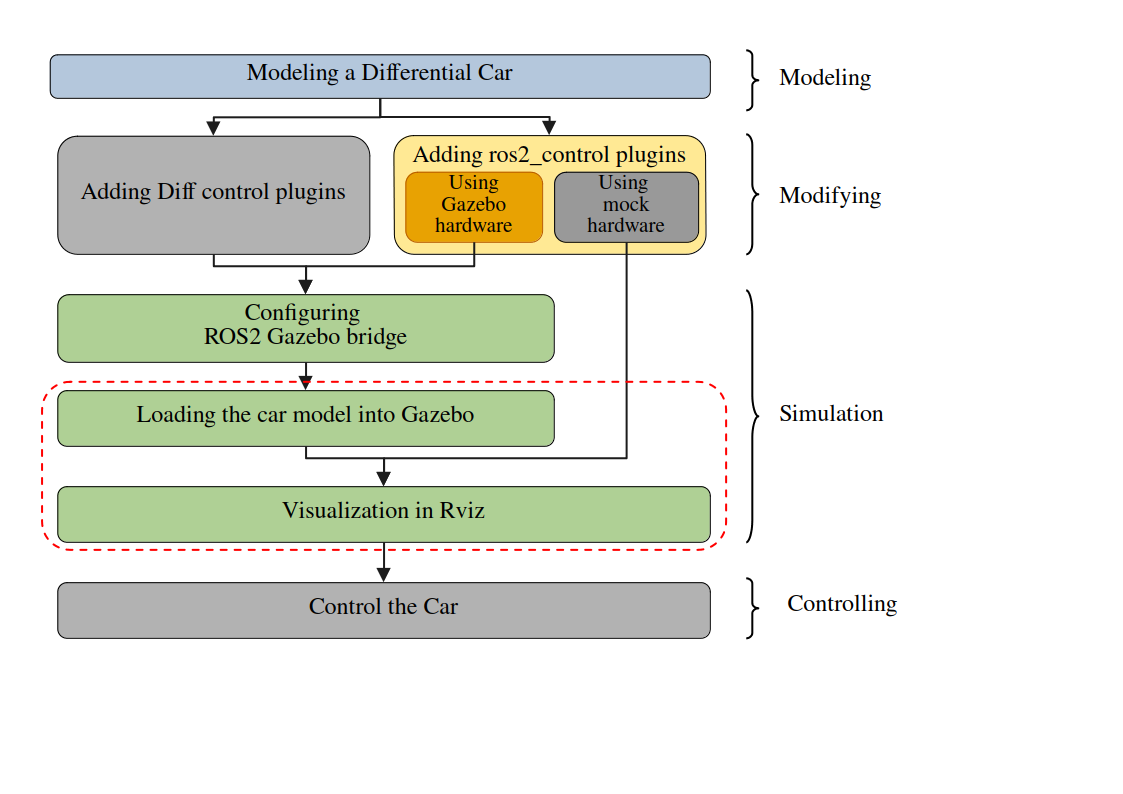 Modeling a Differential Car
Modeling
Adding Diff control plugins
Adding ros2_control plugins
Using
Gazebo
hardware
Using
mock
hardware
Modifying
Configuring
ROS2 Gazebo bridge
Loading the car model into Gazebo
Simulation
Visualization in Rviz
Control the Car
Controlling